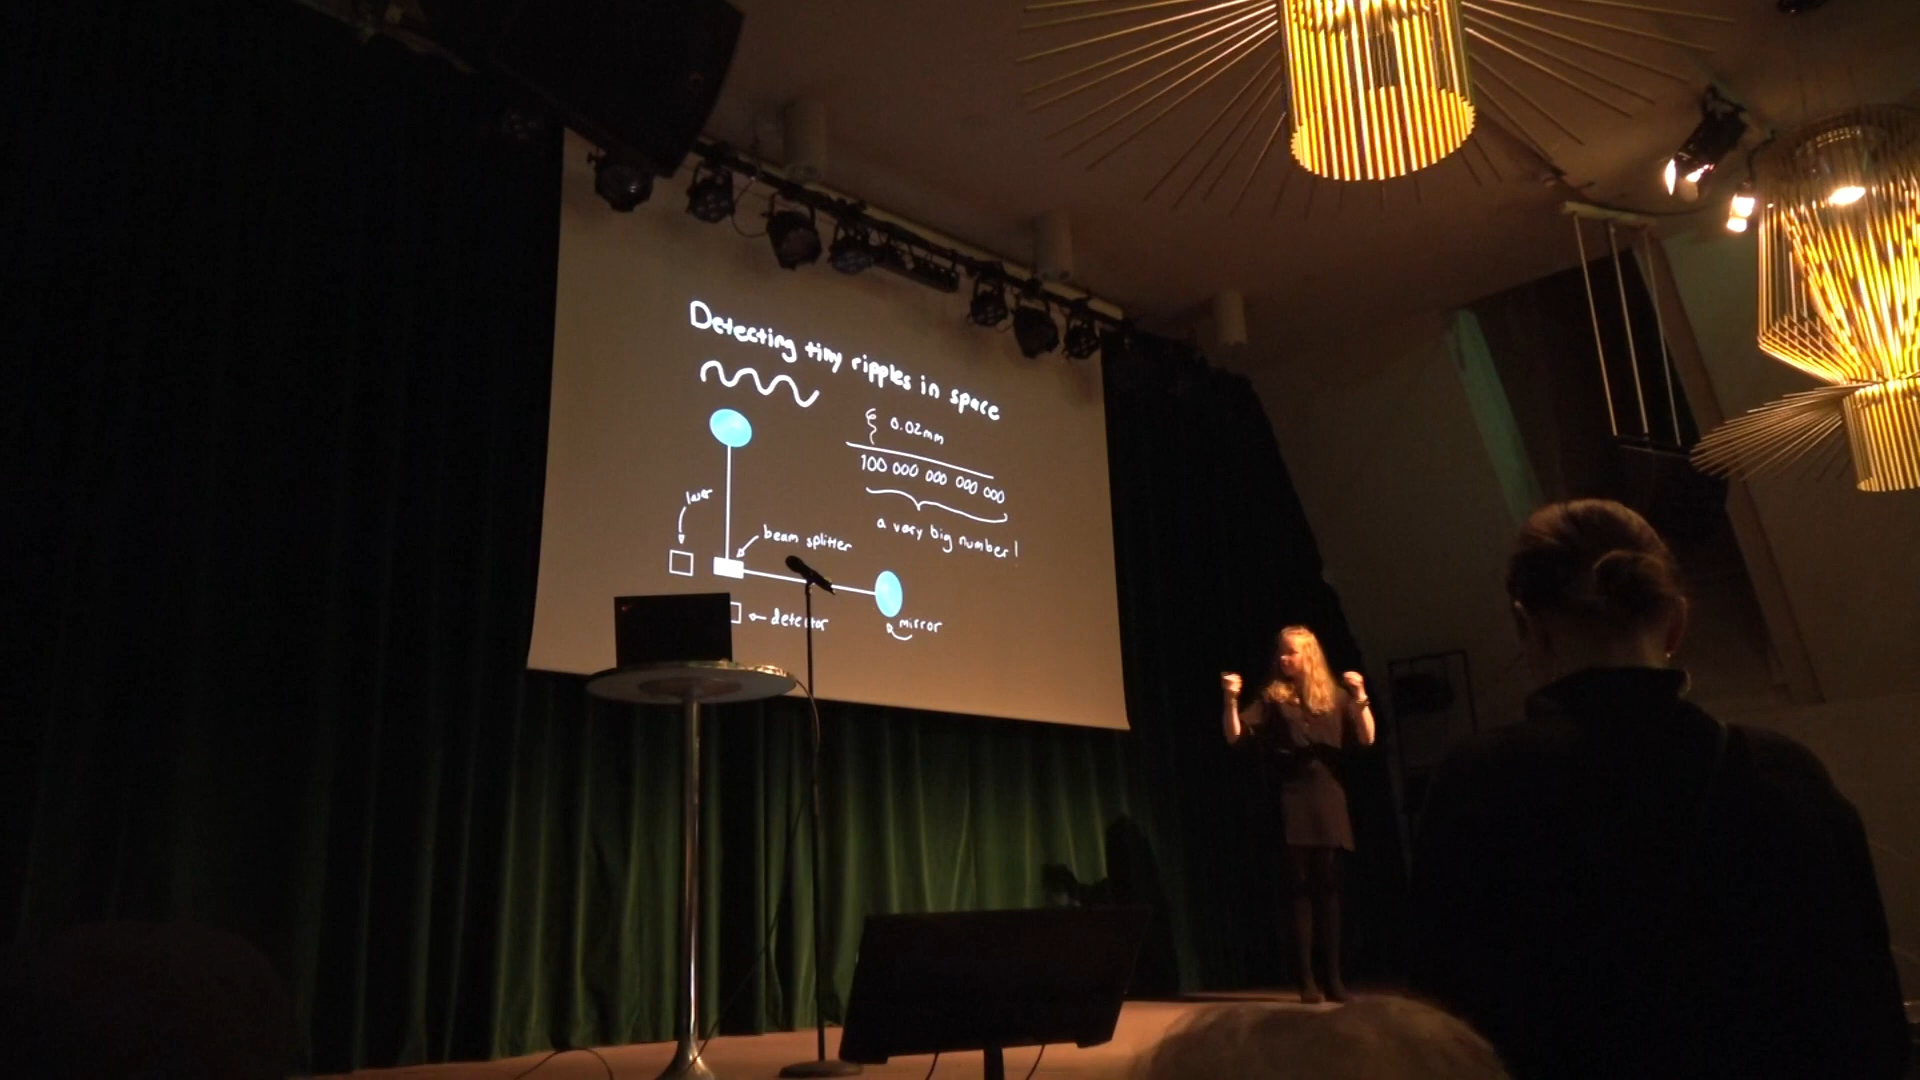 Detecting tiny ripples in space
0.02mm
100 000 000 000 000
a very big number!
laser
beam splitter
detector
mirror